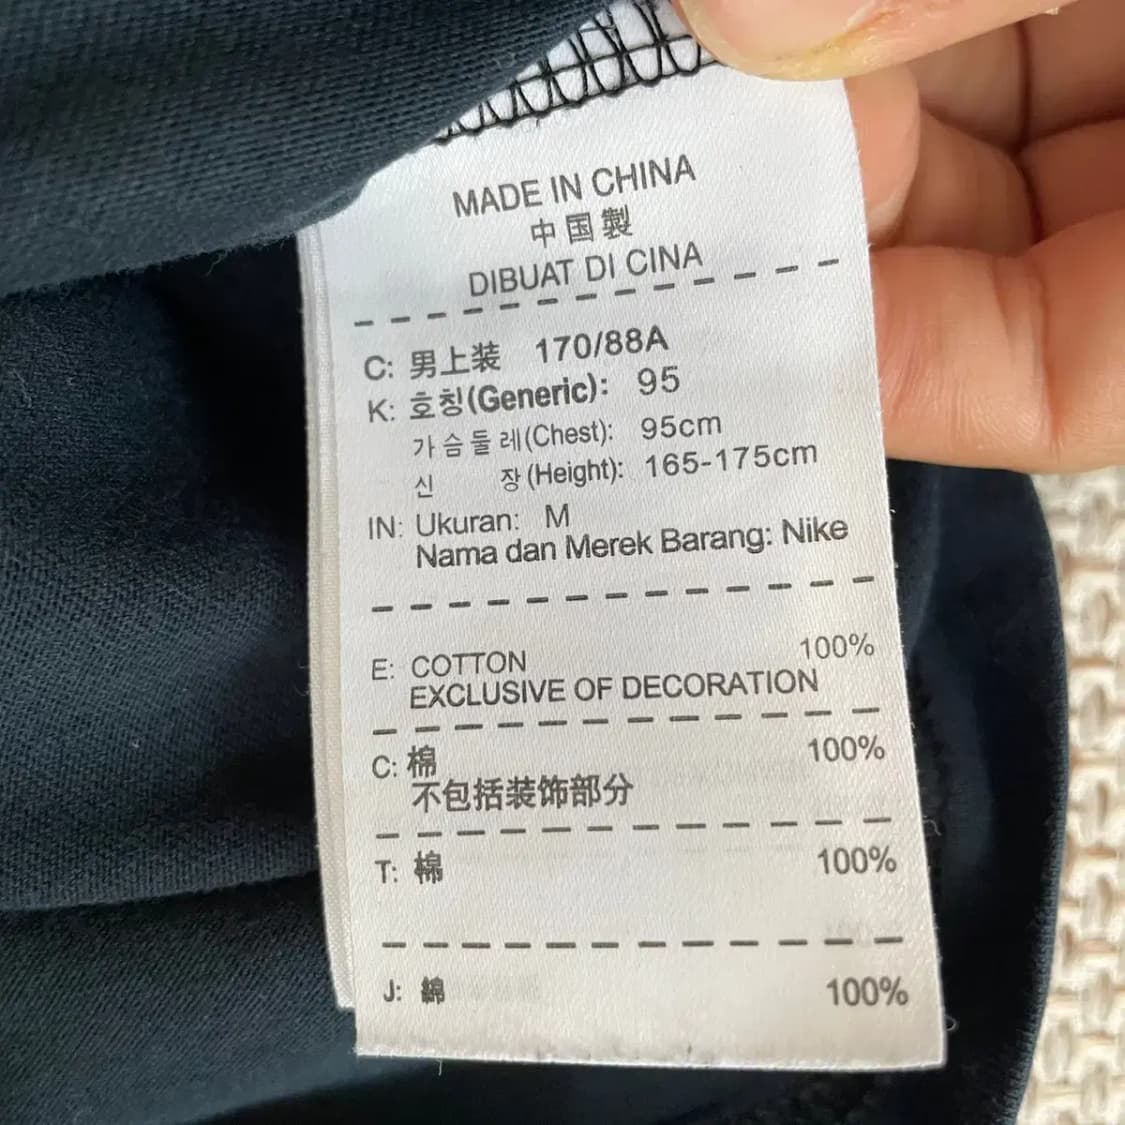 MADE IN CHINA
中国製
DIBUAT DI CINA
C: 男上装 170/88A
K: 호칭(Generic): 95
가슴둘레(Chest): 95cm
신 장(Height): 165-175cm
IN: Ukuran: M
Nama dan Merek Barang: Nike
E: COTTON 100%
EXCLUSIVE OF DECORATION
C: 棉 100%
不包括装饰部分
T: 棉 100%
J: 綿 100%